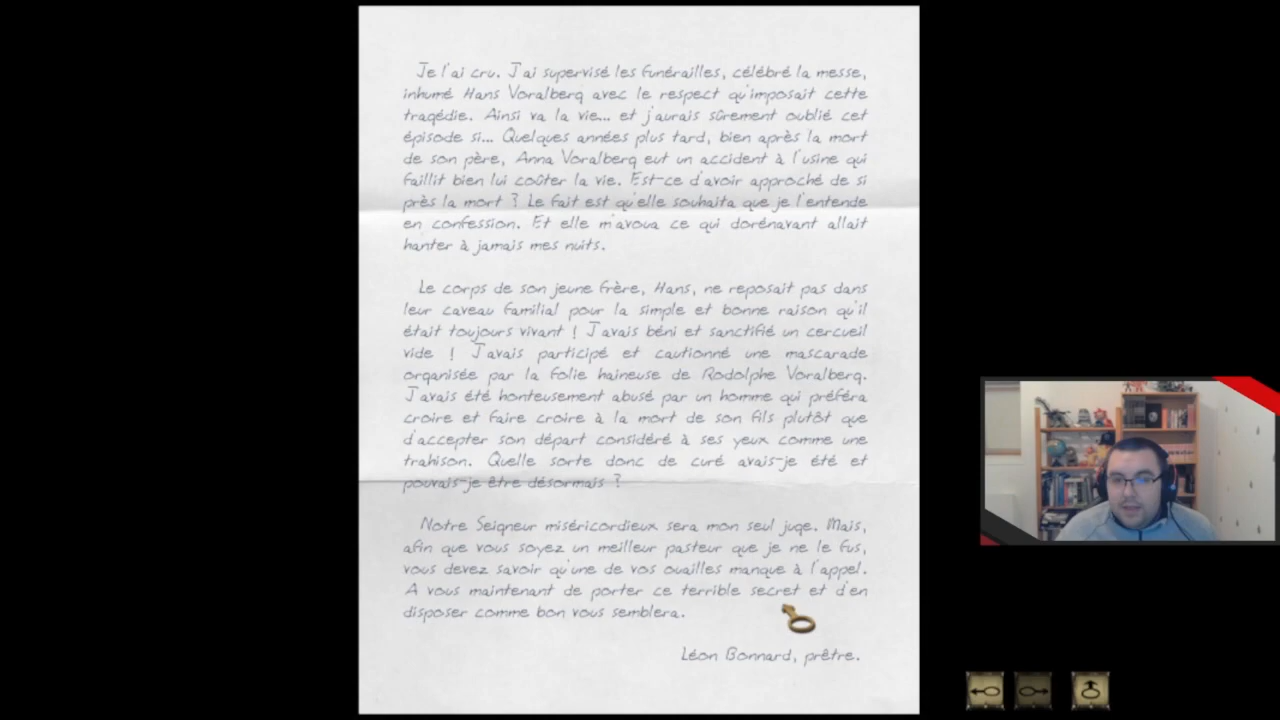 Je l'ai cru. J'ai supervisé les funérailles, célébré la messe,
inhumé Hans Voralberg avec le respect qu'imposait cette
tragédie. Ainsi va la vie... et j'aurais sûrement oublié cet
épisode si... Quelques années plus tard, bien après la mort
de son père, Anna Voralberg eut un accident à l'usine qui
faillit bien lui coûter la vie. Est-ce d'avoir approché de si
près la mort ? Le fait est qu'elle souhaita que je l'entende
en confession. Et elle m'avoua ce qui dorénavant allait
hanter à jamais mes nuits.
Le corps de son jeune frère, Hans, ne reposait pas dans
leur caveau familial pour la simple et bonne raison qu'il
était toujours vivant ! J'avais béni et sanctifié un cercueil
vide ! J'avais participé et cautionné une mascarade
organisée par la folie haineuse de Rodolphe Voralberg.
J'avais été honteusement abusé par un homme qui préféra
croire et faire croire à la mort de son fils plutôt que
d'accepter son départ considéré à ses yeux comme une
trahison. Quelle sorte donc de curé avais-je été et
pouvais-je être désormais ?
Notre Seigneur miséricordieux sera mon seul juge. Mais,
afin que vous soyez un meilleur pasteur que je ne le fus,
vous devez savoir qu'une de vos ouailles manque à l'appel.
A vous maintenant de porter ce terrible secret et d'en
disposer comme bon vous semblera.
Léon Bonnard, prêtre.